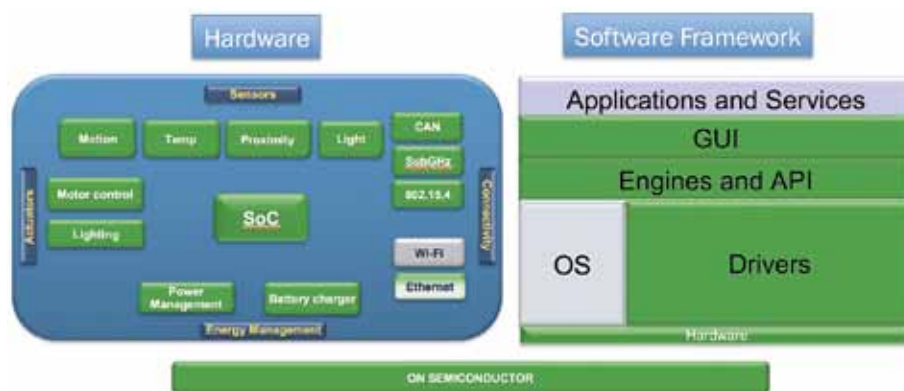 Hardware
Software Framework
Sensors
Motion
Temp
Proximity
Light
CAN
SubGHz
802.15.4
Actuators
Motor control
Lighting
SoC
Connectivity
Wi-Fi
Ethernet
Power
Management
Battery charger
Energy Management
Applications and Services
GUI
Engines and API
OS
Drivers
Hardware
ON SEMICONDUCTOR